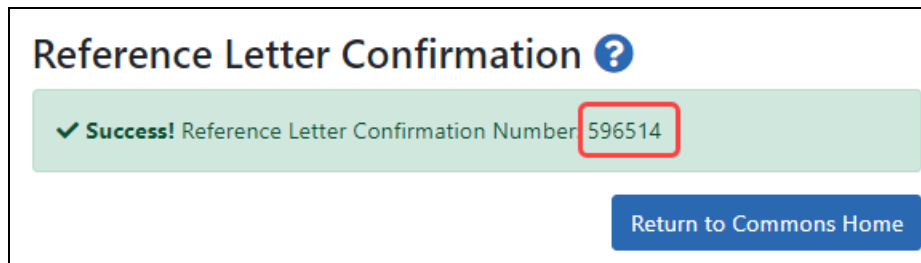 Reference Letter Confirmation ?
✓ Success! Reference Letter Confirmation Number: 596514
Return to Commons Home